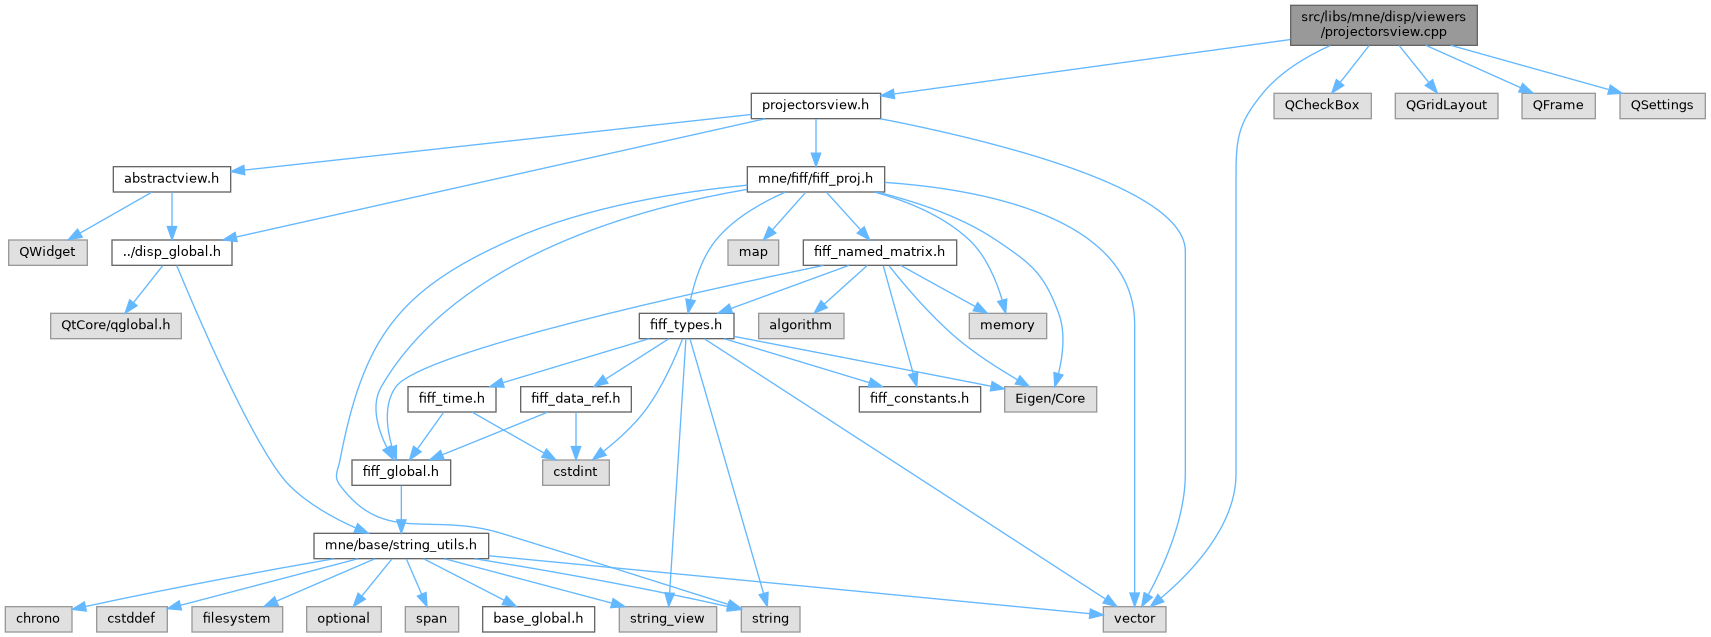 src/libs/mne/disp/viewers
/projectorsview.cpp
projectorsview.h
QCheckBox
QGridLayout
QFrame
QSettings
abstractview.h
mne/fiff/fiff_proj.h
QWidget
../disp_global.h
map
fiff_named_matrix.h
QtCore/qglobal.h
fiff_types.h
algorithm
memory
fiff_time.h
fiff_data_ref.h
fiff_constants.h
Eigen/Core
fiff_global.h
cstdint
mne/base/string_utils.h
chrono
cstddef
filesystem
optional
span
base_global.h
string_view
string
vector